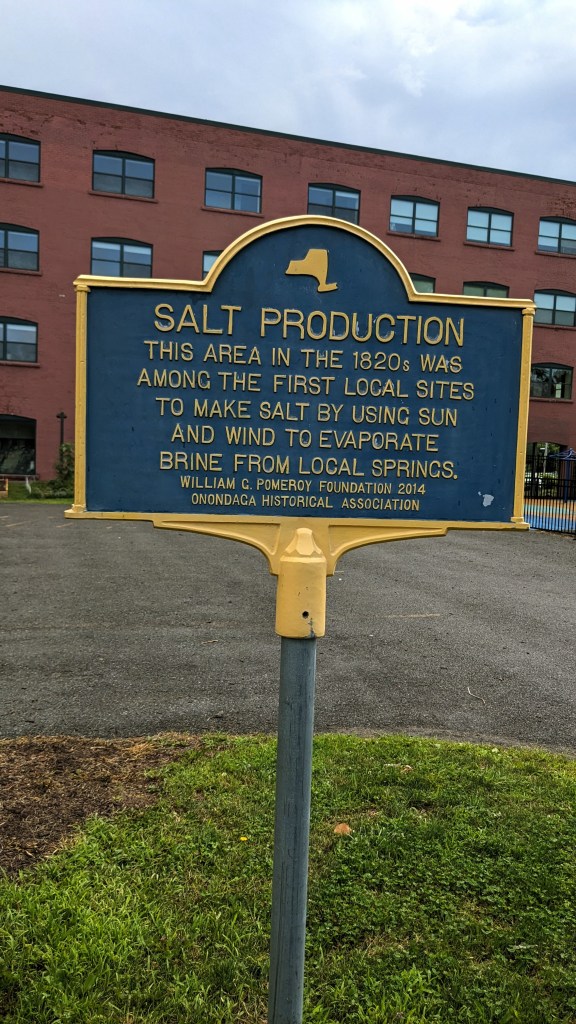 SALT PRODUCTION
THIS AREA IN THE 1820s WAS
AMONG THE FIRST LOCAL SITES
TO MAKE SALT BY USING SUN
AND WIND TO EVAPORATE
BRINE FROM LOCAL SPRINGS.
WILLIAM G. POMEROY FOUNDATION 2014
ONONDAGA HISTORICAL ASSOCIATION